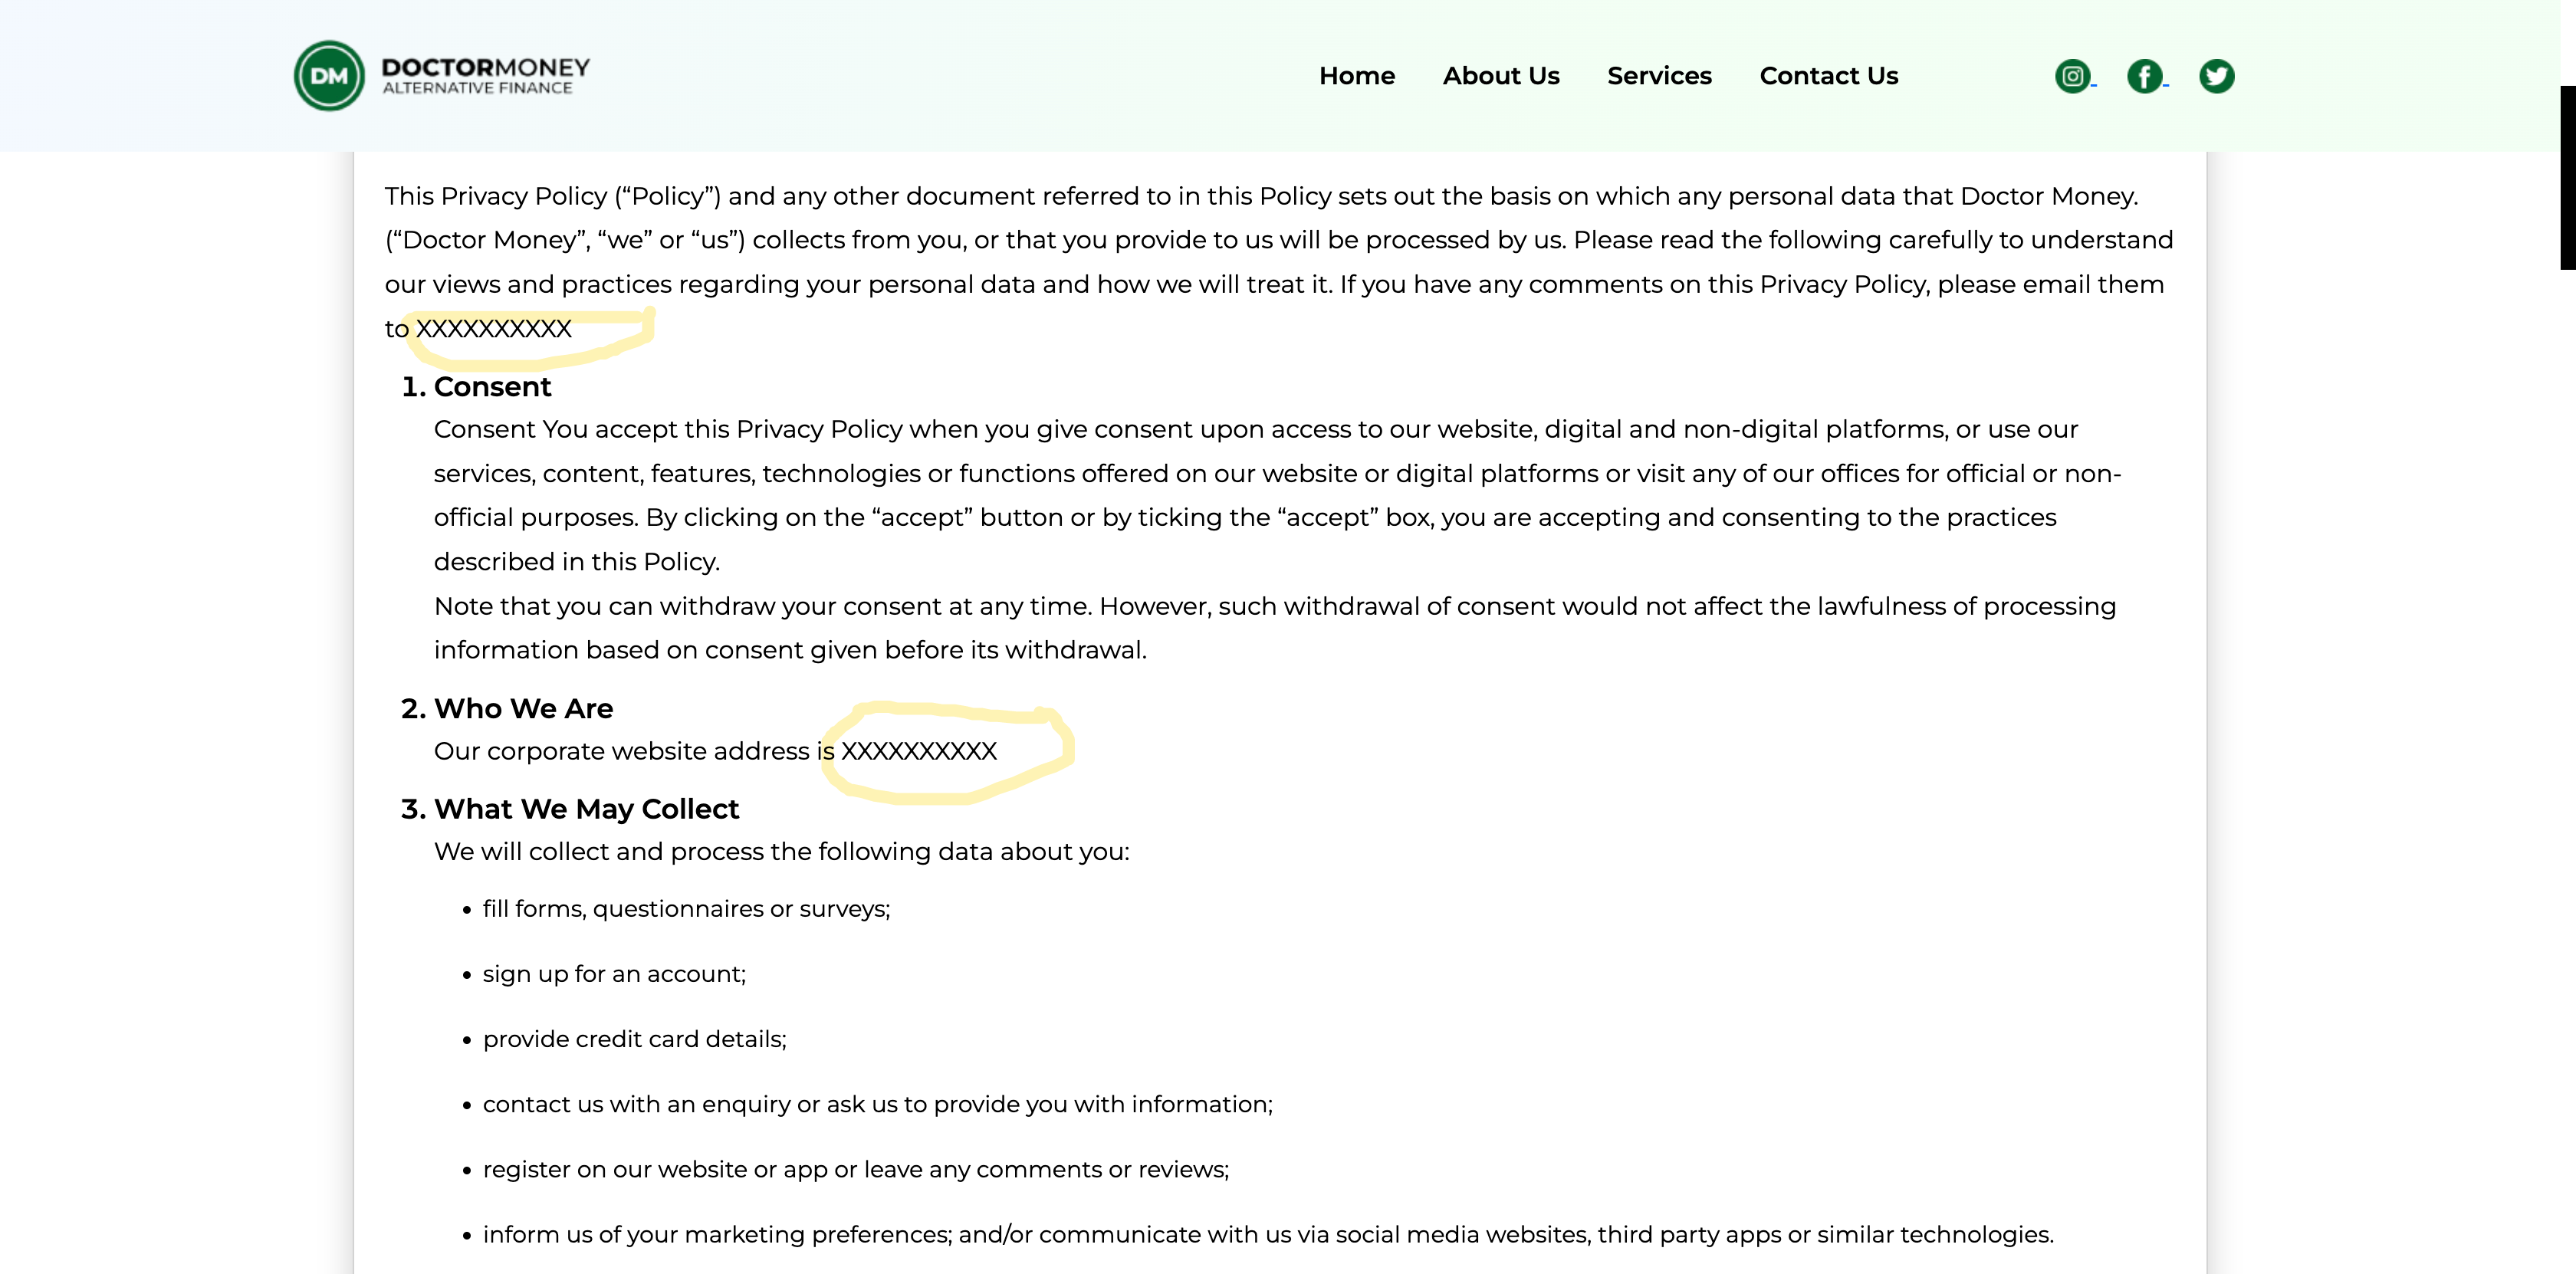 DM
DOCTORMONEY
ALTERNATIVE FINANCE
Home About Us Services Contact Us
This Privacy Policy (“Policy”) and any other document referred to in this Policy sets out the basis on which any personal data that Doctor Money.
(“Doctor Money”, “we” or “us”) collects from you, or that you provide to us will be processed by us. Please read the following carefully to understand
our views and practices regarding your personal data and how we will treat it. If you have any comments on this Privacy Policy, please email them
to XXXXXXXXXX
1. Consent
Consent You accept this Privacy Policy when you give consent upon access to our website, digital and non-digital platforms, or use our
services, content, features, technologies or functions offered on our website or digital platforms or visit any of our offices for official or non-
official purposes. By clicking on the “accept” button or by ticking the “accept” box, you are accepting and consenting to the practices
described in this Policy.
Note that you can withdraw your consent at any time. However, such withdrawal of consent would not affect the lawfulness of processing
information based on consent given before its withdrawal.
2. Who We Are
Our corporate website address is XXXXXXXXXX
3. What We May Collect
We will collect and process the following data about you:
• fill forms, questionnaires or surveys;
• sign up for an account;
• provide credit card details;
• contact us with an enquiry or ask us to provide you with information;
• register on our website or app or leave any comments or reviews;
• inform us of your marketing preferences; and/or communicate with us via social media websites, third party apps or similar technologies.